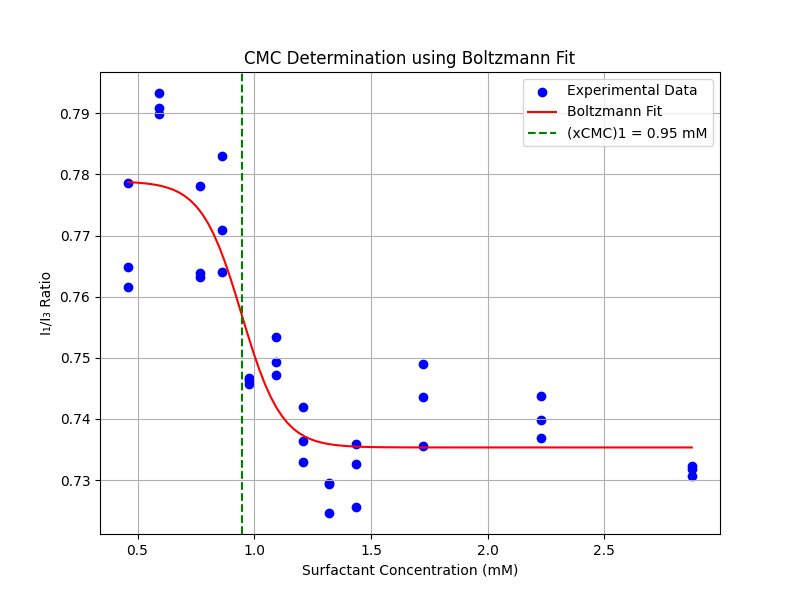 CMC Determination using Boltzmann Fit
Experimental Data
Boltzmann Fit
(xCMC)1 = 0.95 mM
I₁/I₃ Ratio
0.79
0.78
0.77
0.76
0.75
0.74
0.73
0.5 1.0 1.5 2.0 2.5
Surfactant Concentration (mM)